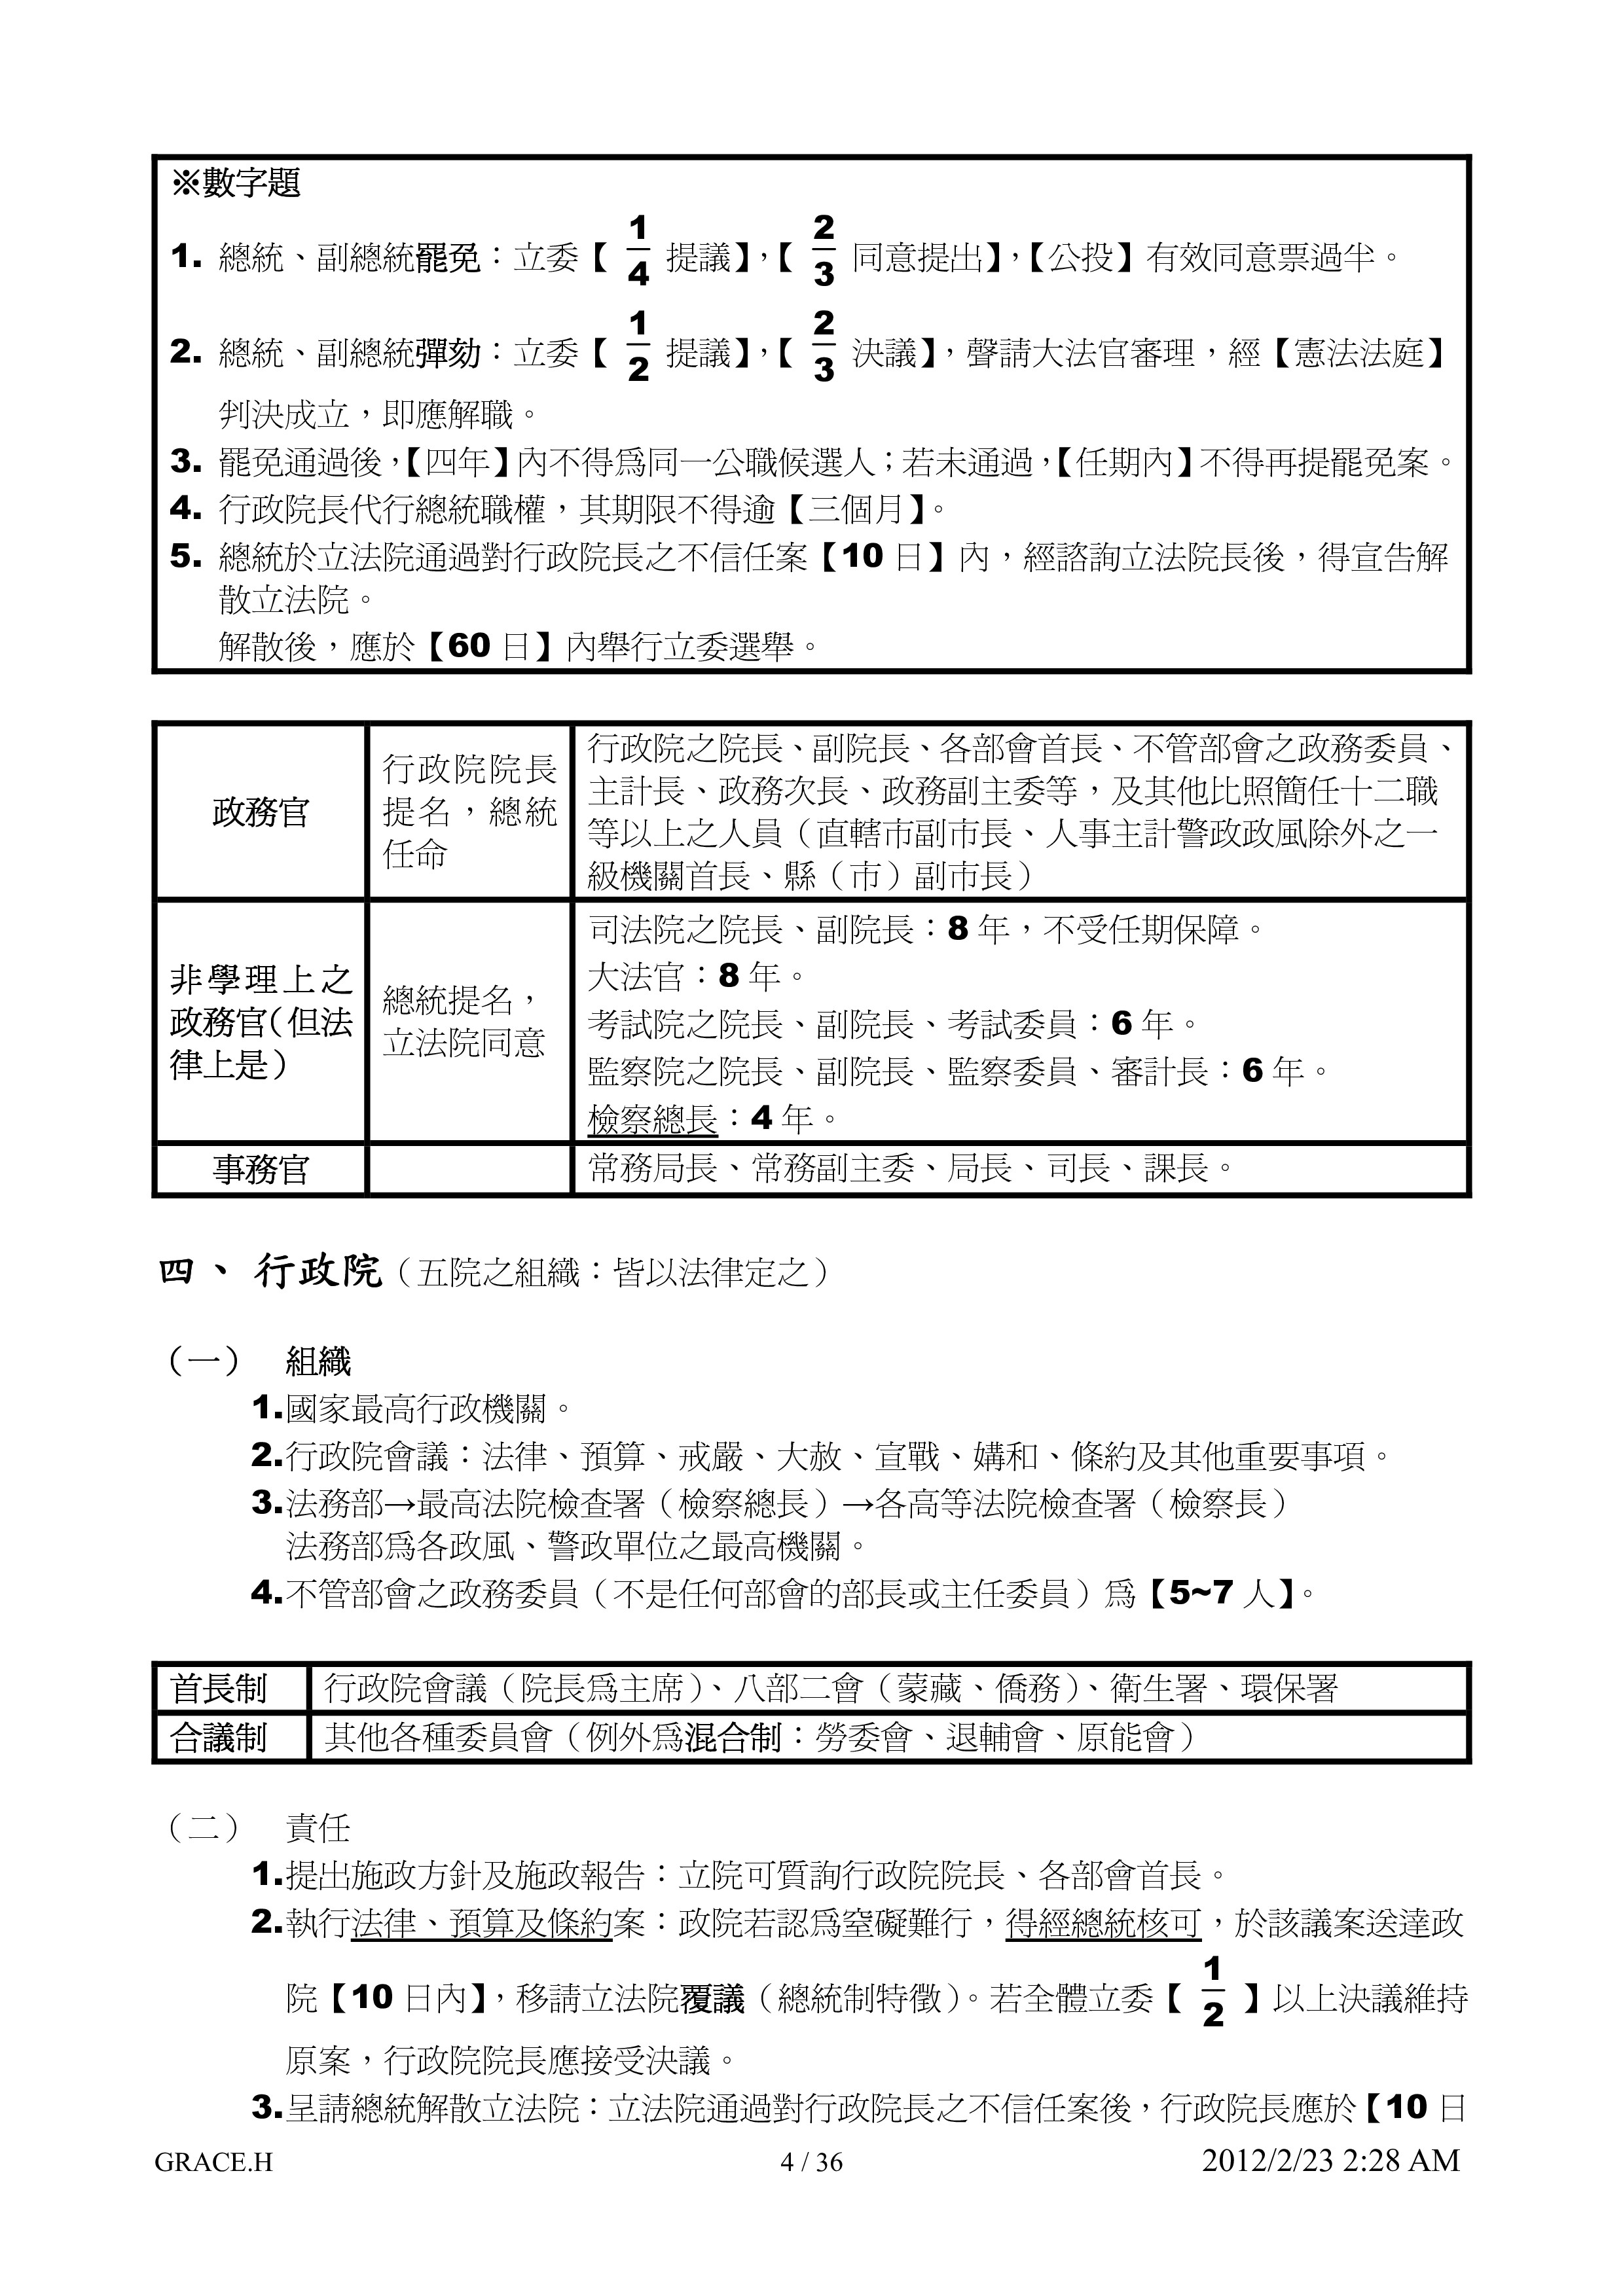 ※數字題
1. 總統、副總統罷免：立委【1/4 提議】，【2/3 同意提出】，【公投】有效同意票過半。
2. 總統、副總統彈劾：立委【1/2 提議】，【2/3 決議】，聲請大法官審理，經【憲法法庭】
判決成立，即應解職。
3. 罷免通過後，【四年】內不得為同一公職候選人；若未通過，【任期內】不得再提罷免案。
4. 行政院長代行總統職權，其期限不得逾【三個月】。
5. 總統於立法院通過對行政院長之不信任案【10 日】內，經諮詢立法院長後，得宣告解
散立法院。
解散後，應於【60 日】內舉行立委選舉。
政務官
行政院院長
提名，總統
任命
行政院之院長、副院長、各部會首長、不管部會之政務委員、
主計長、政務次長、政務副主委等，及其他比照簡任十二職
等以上之人員（直轄市副市長、人事主計警政政風除外之一
級機關首長、縣（市）副市長）
非學理上之
政務官（但法
律上是）
總統提名，
立法院同意
司法院之院長、副院長：8 年，不受任期保障。
大法官：8 年。
考試院之院長、副院長、考試委員：6 年。
監察院之院長、副院長、監察委員、審計長：6 年。
檢察總長：4 年。
事務官
常務局長、常務副主委、局長、司長、課長。
四、 行政院（五院之組織：皆以法律定之）
（一） 組織
1.國家最高行政機關。
2.行政院會議：法律、預算、戒嚴、大赦、宣戰、媾和、條約及其他重要事項。
3.法務部→最高法院檢查署（檢察總長）→各高等法院檢查署（檢察長）
法務部為各政風、警政單位之最高機關。
4.不管部會之政務委員（不是任何部會的部長或主任委員）為【5~7 人】。
首長制 行政院會議（院長為主席）、八部二會（蒙藏、僑務）、衛生署、環保署
合議制 其他各種委員會（例外為混合制：勞委會、退輔會、原能會）
（二） 責任
1.提出施政方針及施政報告：立院可質詢行政院院長、各部會首長。
2.執行法律、預算及條約案：政院若認為窒礙難行，得經總統核可，於該議案送達政
院【10 日內】，移請立法院覆議（總統制特徵）。若全體立委【1/2】以上決議維持
原案，行政院院長應接受決議。
3.呈請總統解散立法院：立法院通過對行政院長之不信任案後，行政院長應於【10 日
GRACE.H 4 / 36 2012/2/23 2:28 AM